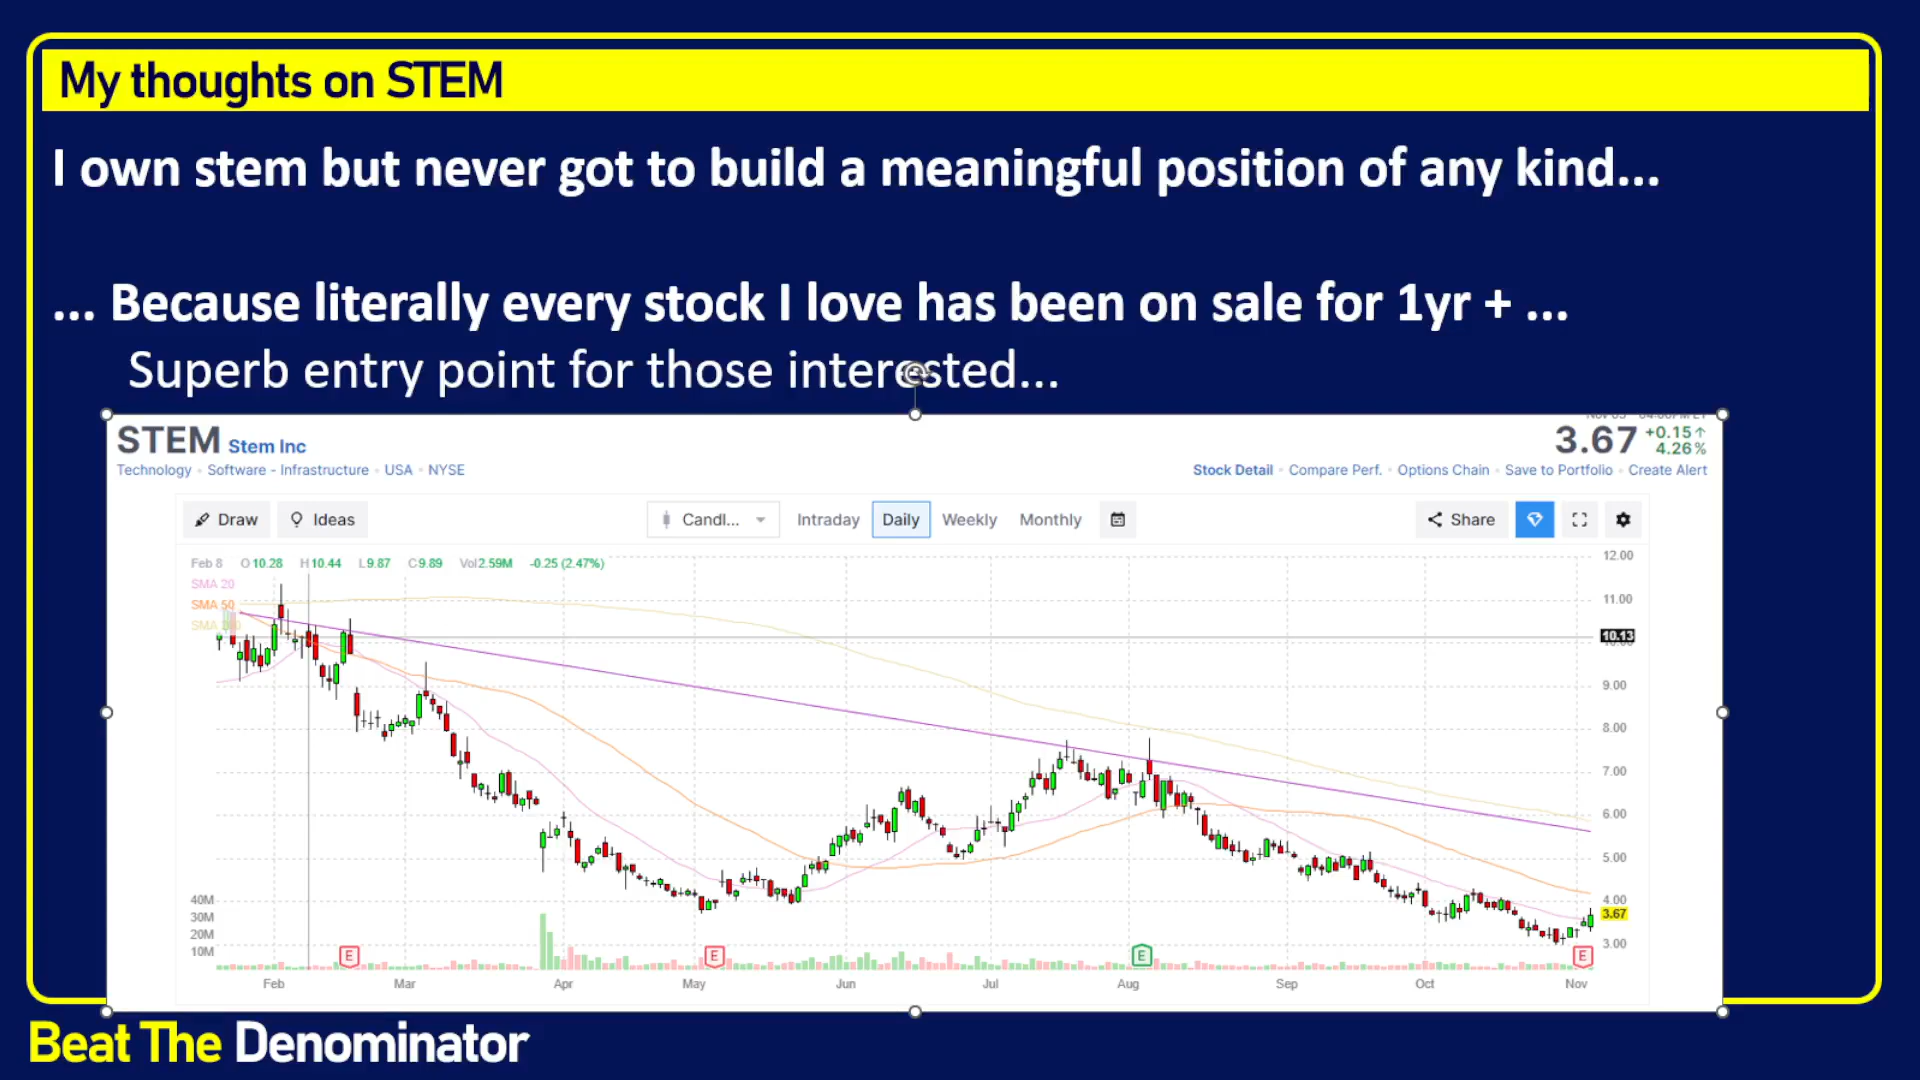 My thoughts on STEM
I own stem but never got to build a meaningful position of any kind...
... Because literally every stock I love has been on sale for 1yr + ...
Superb entry point for those interested...
STEM Stem Inc
3.67 +0.15↑
4.26%
Technology • Software - Infrastructure • USA • NYSE
Stock Detail • Compare Perf. • Options Chain • Save to Portfolio • Create Alert
Draw Ideas Candl... Intraday Daily Weekly Monthly Share
Feb 8 O10.28 H10.44 L9.87 C9.89 Vol2.59M -0.25 (2.47%)
SMA 20
SMA 50
SMA
12.00
11.00
10.13
9.00
8.00
7.00
6.00
5.00
4.00
3.67
3.00
40M
30M
20M
10M
E E E E
Feb Mar Apr May Jun Jul Aug Sep Oct Nov
Beat The Denominator